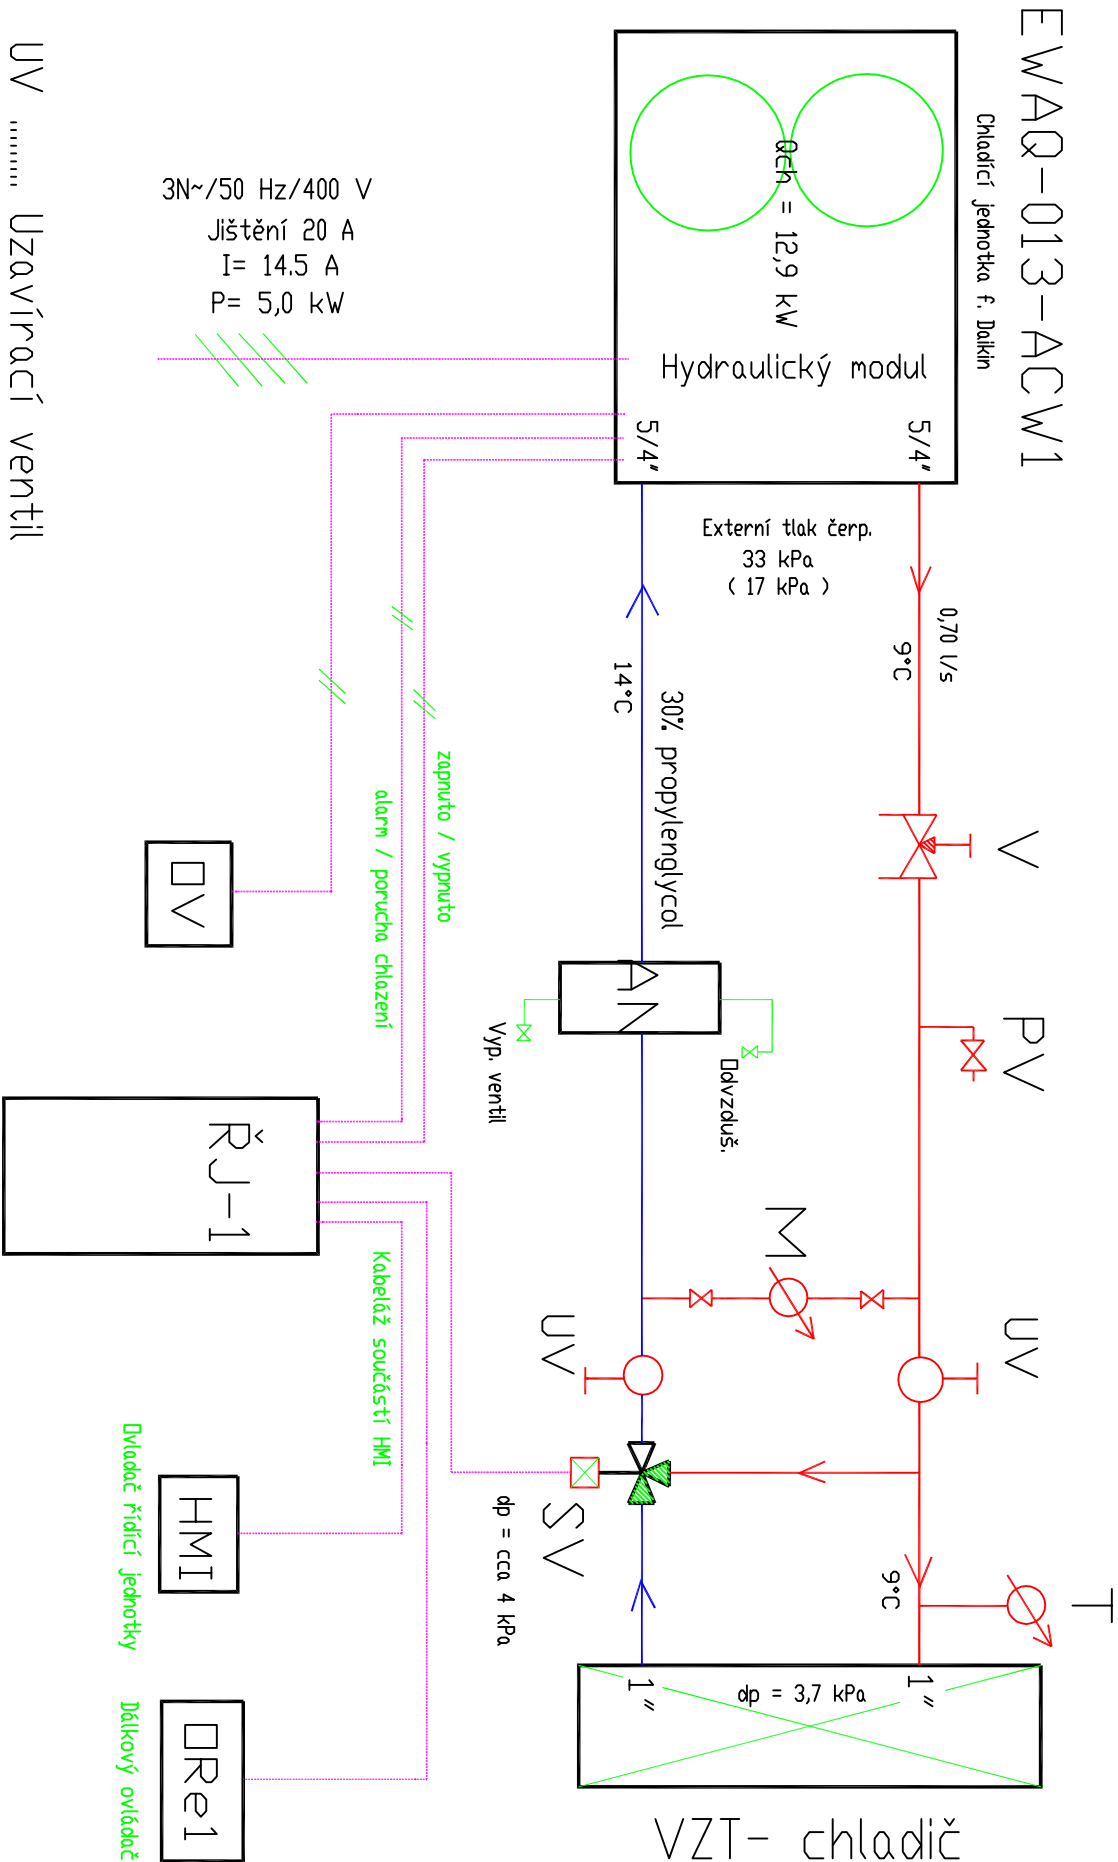 EWAQ-013-ACW1
Chladící jednotka f. Daikin
Qch = 12,9 kW
Hydraulický modul
5/4"
5/4"
3N~/50 Hz/400 V
Jištění 20 A
I= 14.5 A
P= 5,0 kW
Externí tlak čerp.
33 kPa
( 17 kPa )
0,70 l/s
9°C
14°C
30% propylenglycol
V
PV
AN
Odvzduš.
Vyp. ventil
zapnuto / vypnuto
alarm / porucha chlazení
OV
ŘJ-1
M
UV
UV
SV
dp = cca 4 kPa
9°C
T
Kabeláž součástí HMI
HMI
Ovladač řídící jednotky
ORe1
Dálkový ovládač
1"
1"
dp = 3,7 kPa
VZT- chladič
UV ........ Uzavírací ventil